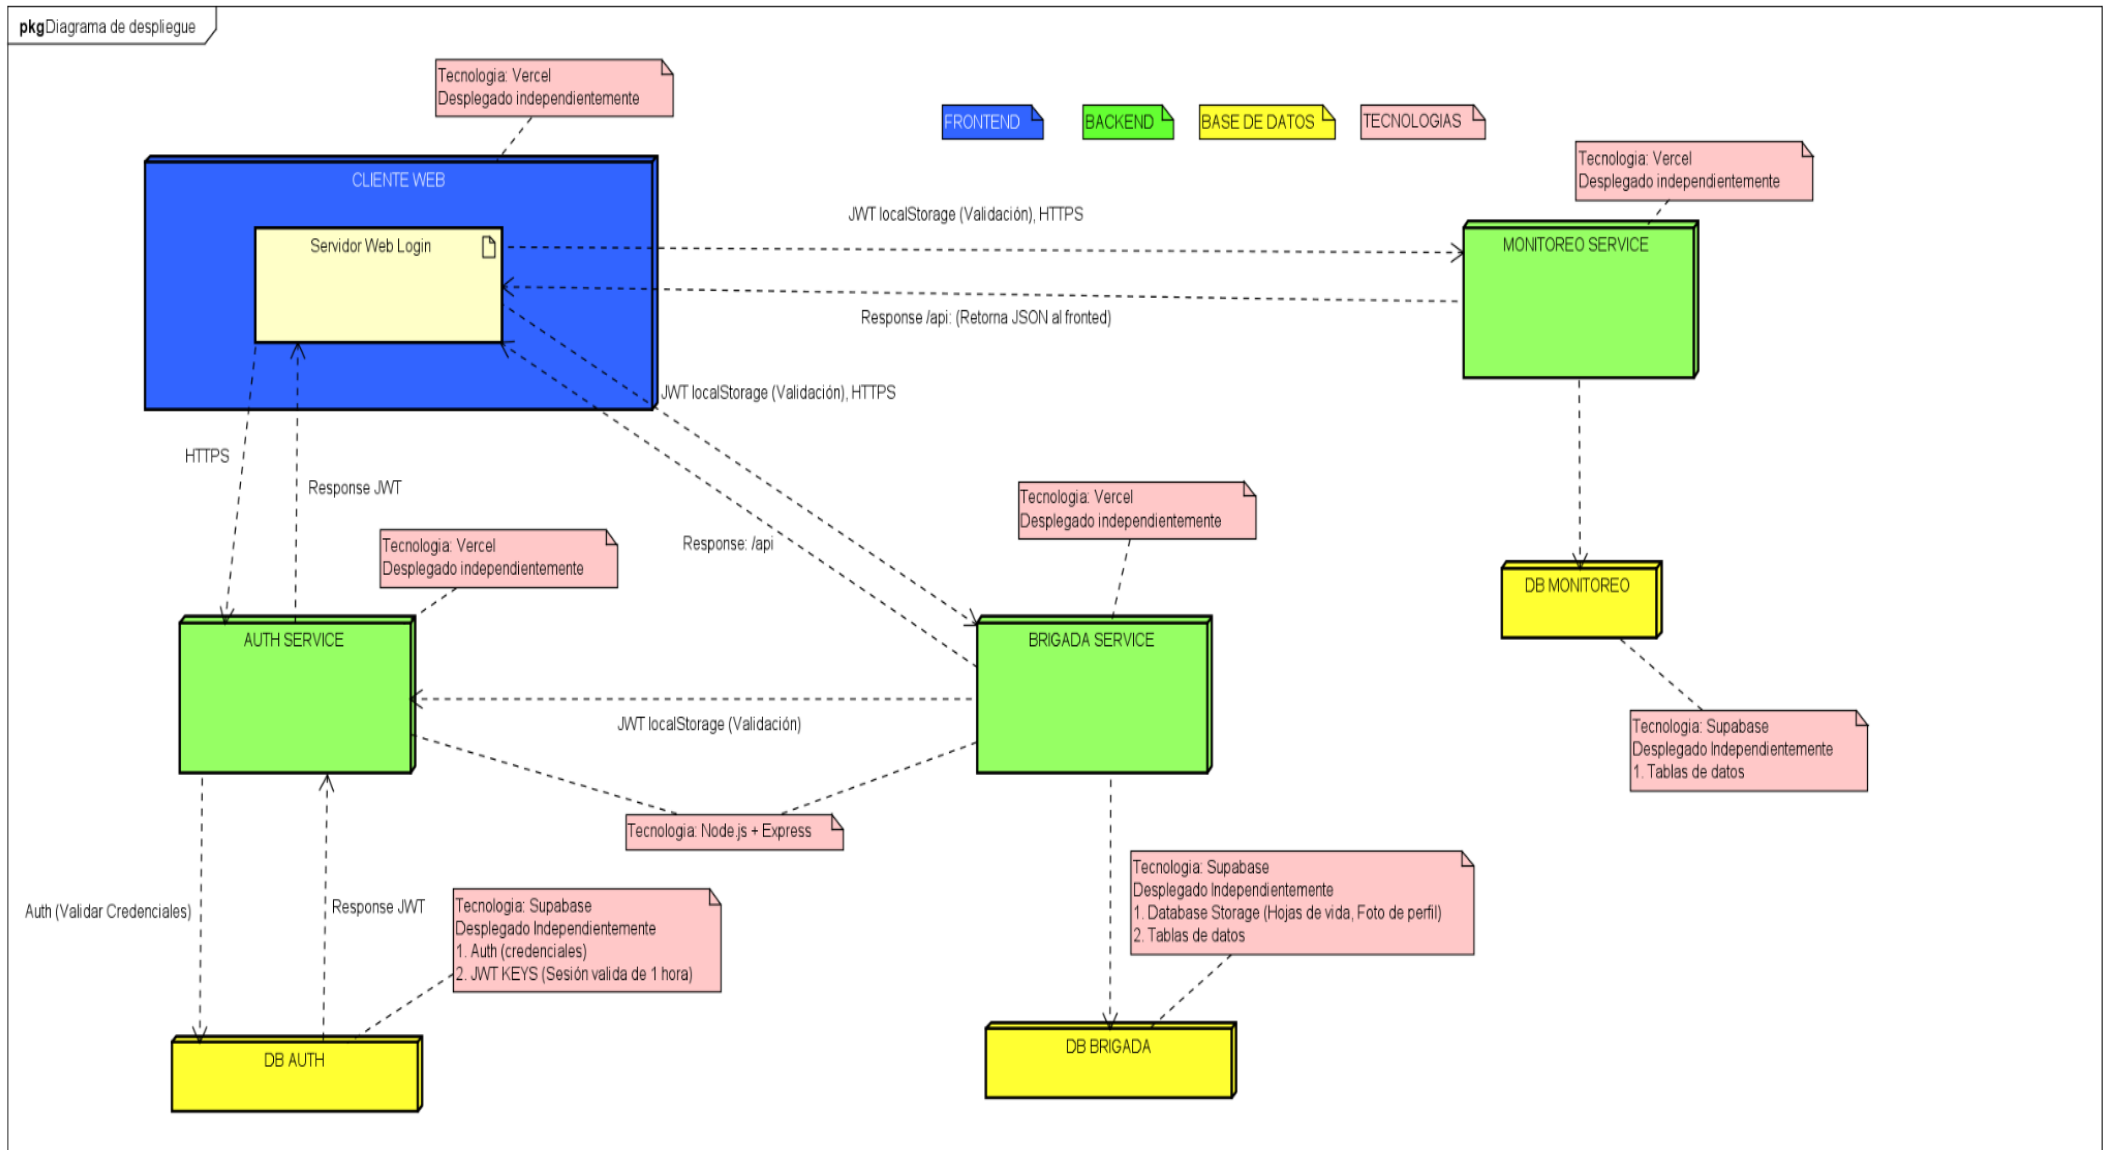 pkgDiagrama de despliegue
Tecnologia: Vercel
Desplegado independientemente
FRONTEND
BACKEND
BASE DE DATOS
TECNOLOGIAS
Tecnologia: Vercel
Desplegado independientemente
CLIENTE WEB
Servidor Web Login
JWT localStorage (Validación), HTTPS
MONITOREO SERVICE
Response /api: (Retorna JSON al fronted)
JWT localStorage (Validación), HTTPS
HTTPS
Response JWT
Tecnologia: Vercel
Desplegado independientemente
Response: /api
Tecnologia: Vercel
Desplegado independientemente
DB MONITOREO
AUTH SERVICE
BRIGADA SERVICE
JWT localStorage (Validación)
Tecnologia: Supabase
Desplegado Independientemente
1. Tablas de datos
Tecnologia: Node.js + Express
Auth (Validar Credenciales)
Response JWT
Tecnologia: Supabase
Desplegado Independientemente
1. Auth (credenciales)
2. JWT KEYS (Sesión valida de 1 hora)
Tecnologia: Supabase
Desplegado Independientemente
1. Database Storage (Hojas de vida, Foto de perfil)
2. Tablas de datos
DB AUTH
DB BRIGADA